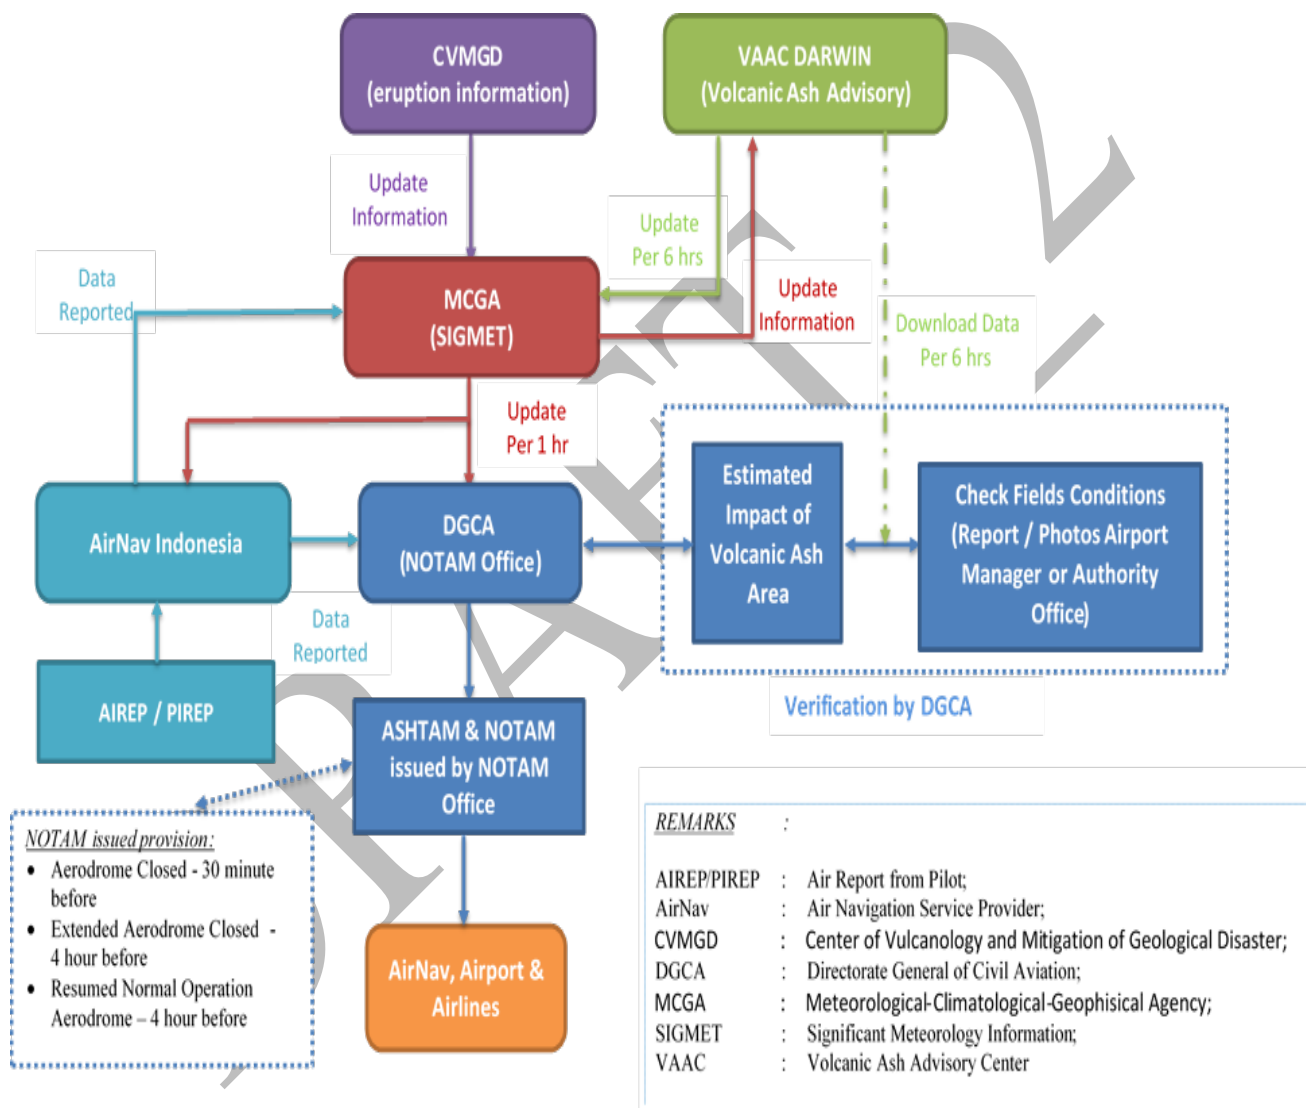 CVMGD
(eruption information)
VAAC DARWIN
(Volcanic Ash Advisory)
Update
Information
Update
Per 6 hrs
Data
Reported
MCGA
(SIGMET)
Update
Information
Download Data
Per 6 hrs
Update
Per 1 hr
AirNav Indonesia
DGCA
(NOTAM Office)
Estimated
Impact of
Volcanic Ash
Area
Check Fields Conditions
(Report / Photos Airport
Manager or Authority
Office)
Data
Reported
AIREP / PIREP
Verification by DGCA
ASHTAM & NOTAM
issued by NOTAM
Office
NOTAM issued provision:
• Aerodrome Closed - 30 minute
before
• Extended Aerodrome Closed -
4 hour before
• Resumed Normal Operation
Aerodrome – 4 hour before
AirNav, Airport &
Airlines
REMARKS :
AIREP/PIREP : Air Report from Pilot;
AirNav : Air Navigation Service Provider;
CVMGD : Center of Vulcanology and Mitigation of Geological Disaster;
DGCA : Directorate General of Civil Aviation;
MCGA : Meteorological-Climatological-Geophisical Agency;
SIGMET : Significant Meteorology Information;
VAAC : Volcanic Ash Advisory Center